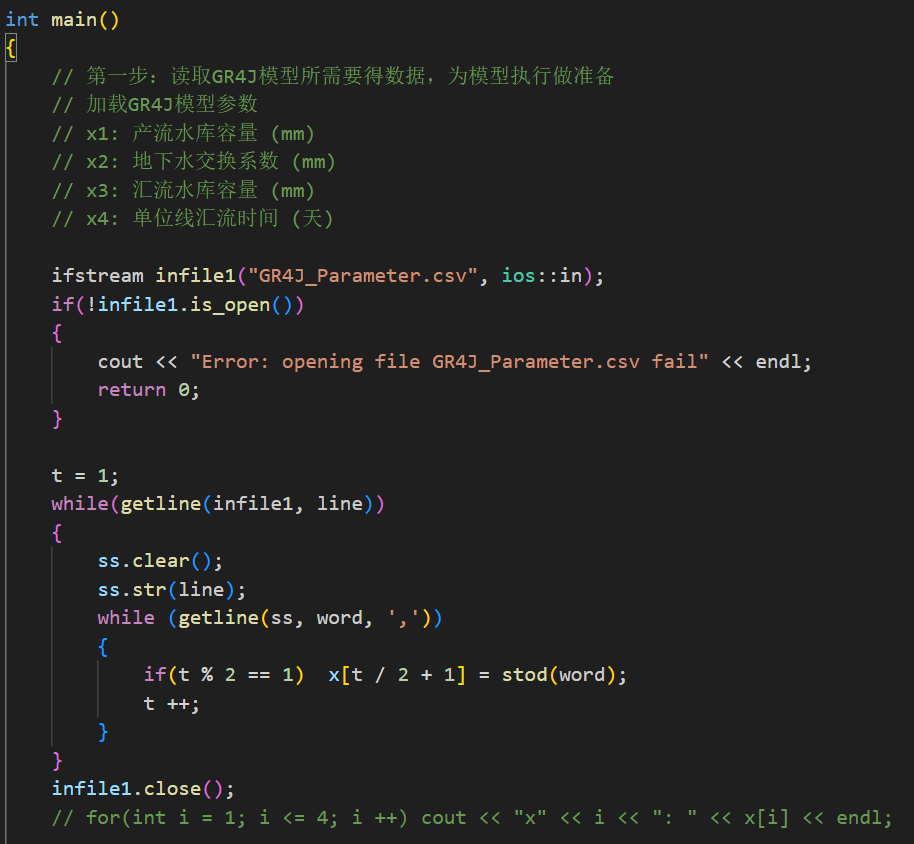 int main()
{
// 第一步：读取GR4J模型所需要得数据，为模型执行做准备
// 加载GR4J模型参数
// x1: 产流水库容量 (mm)
// x2: 地下水交换系数 (mm)
// x3: 汇流水库容量 (mm)
// x4: 单位线汇流时间 (天)
ifstream infile1("GR4J_Parameter.csv", ios::in);
if(!infile1.is_open())
{
cout << "Error: opening file GR4J_Parameter.csv fail" << endl;
return 0;
}
t = 1;
while(getline(infile1, line))
{
ss.clear();
ss.str(line);
while (getline(ss, word, ','))
{
if(t % 2 == 1)  x[t / 2 + 1] = stod(word);
t ++;
}
}
infile1.close();
// for(int i = 1; i <= 4; i ++) cout << "x" << i << ": " << x[i] << endl;